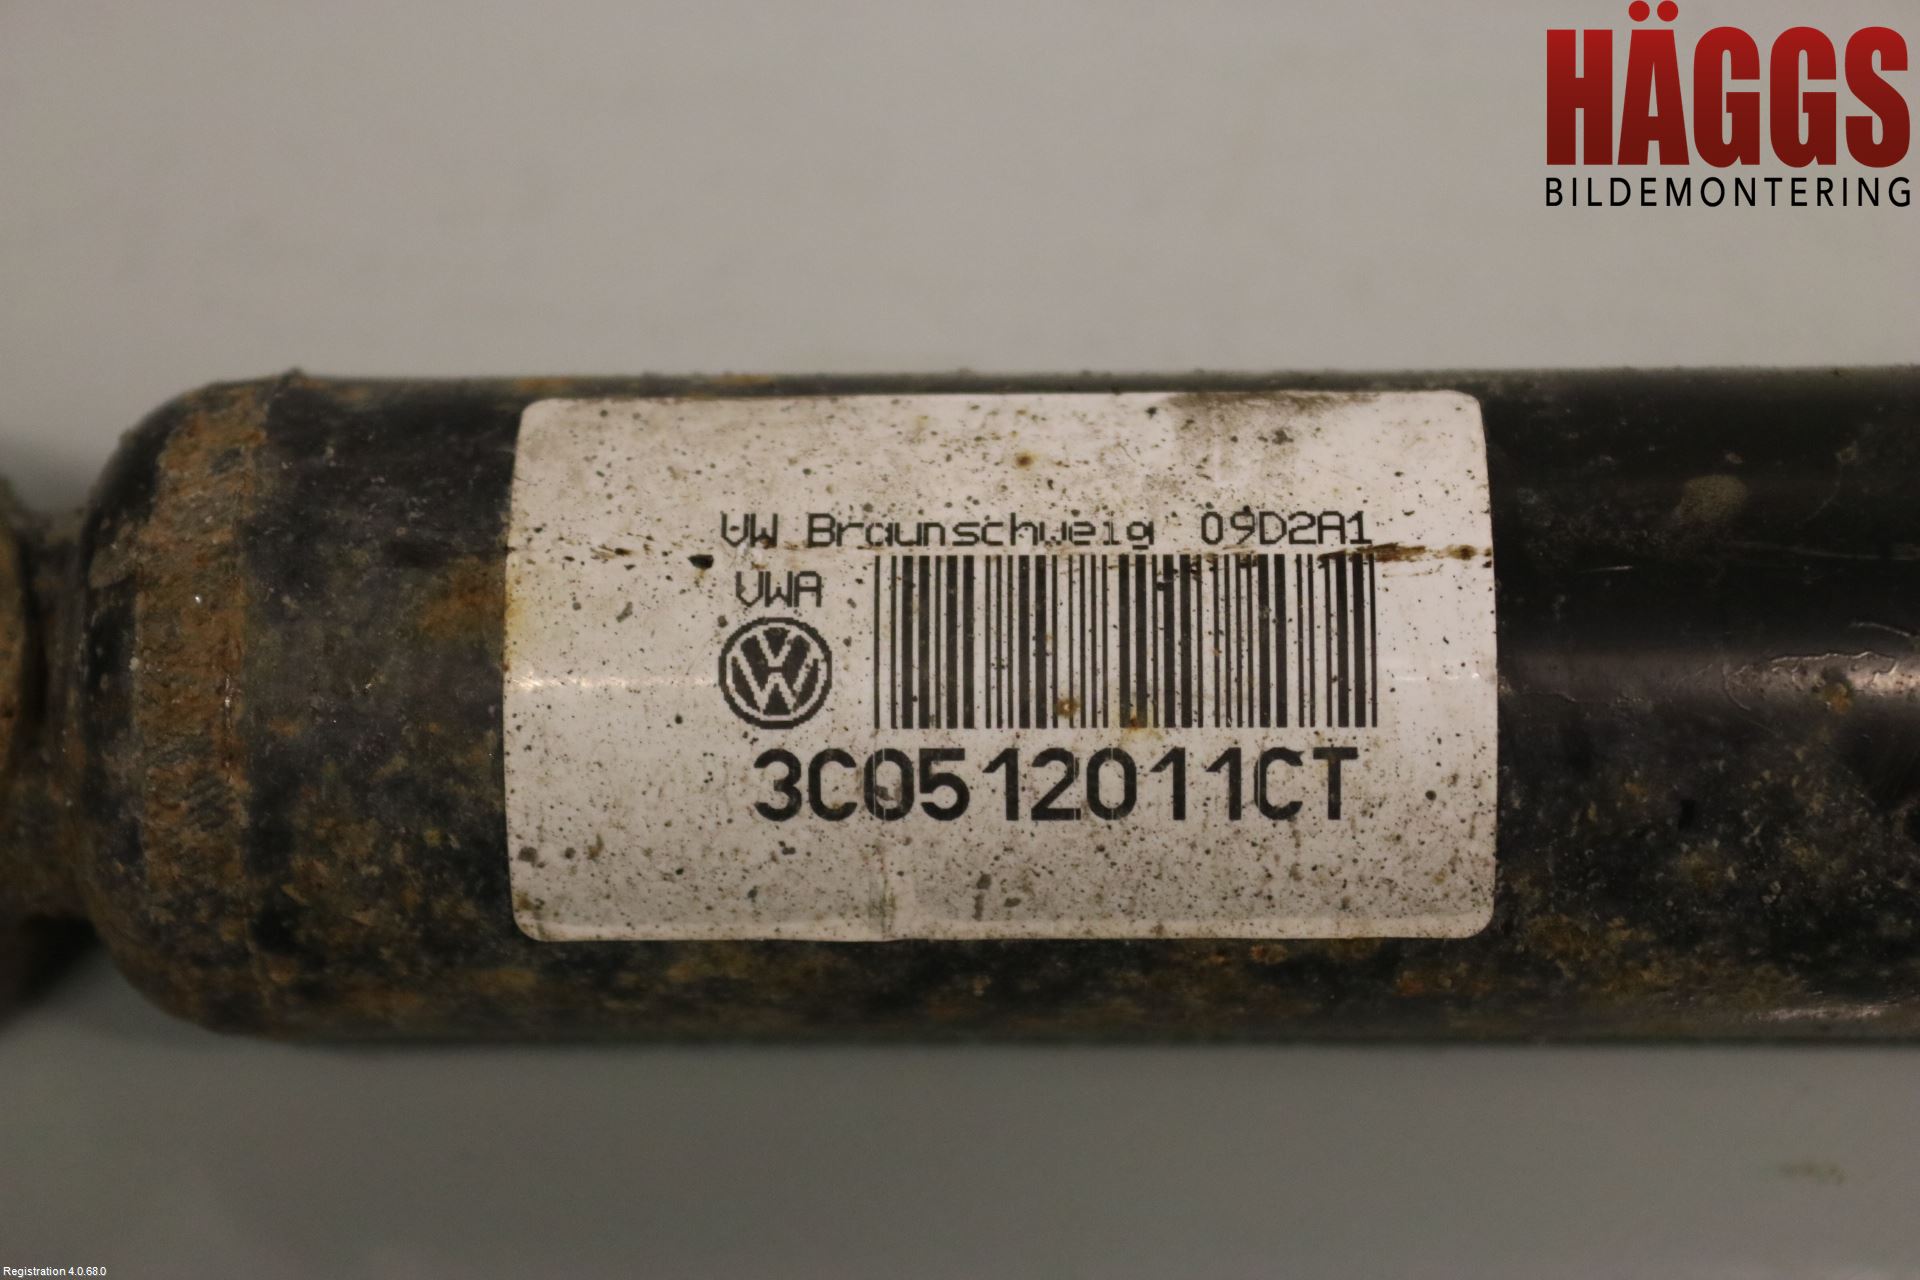 HÄGGS
BILDEMONTERING
VW Braunschweig 09D2A1
VWA
3C0512011CT
Registration 4.0.68.0